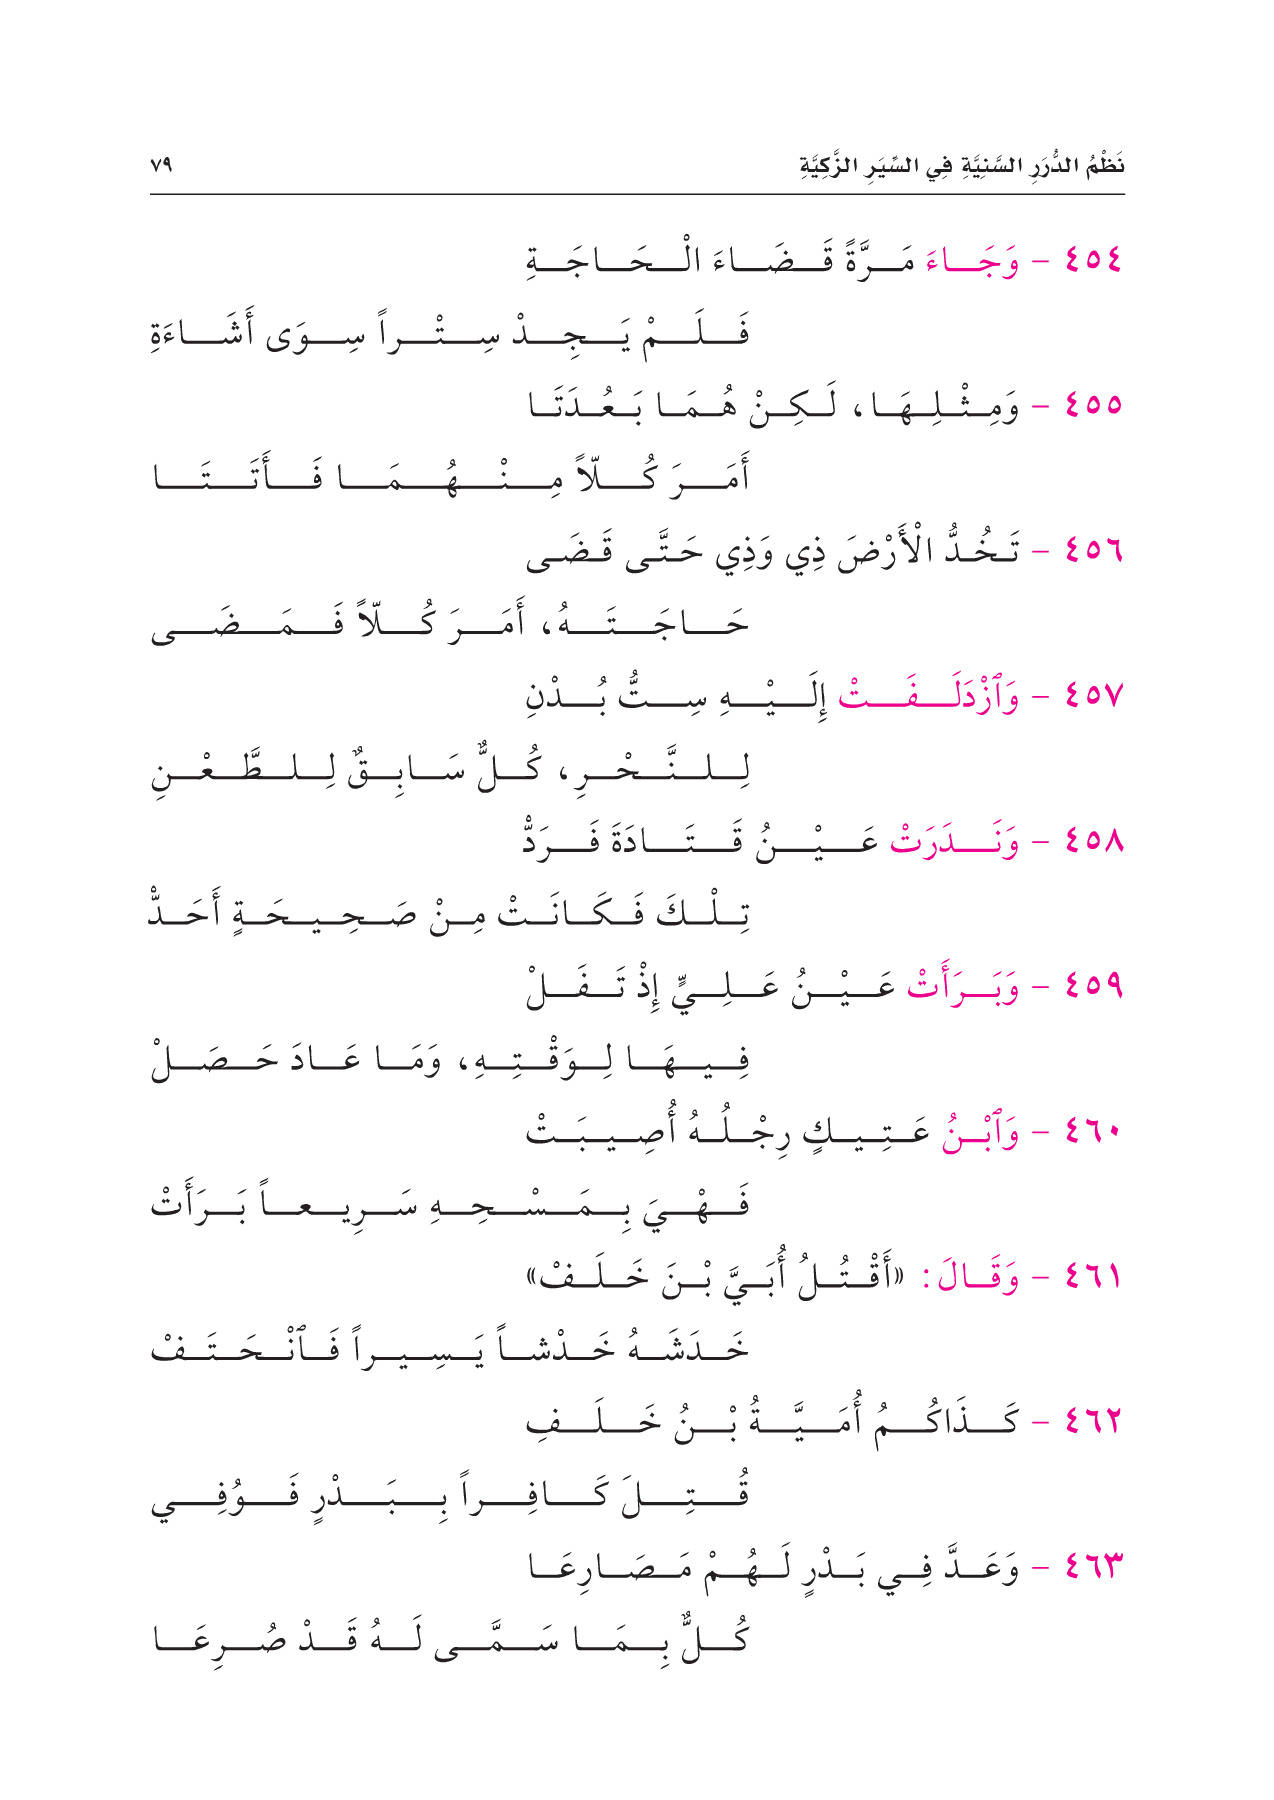 نَظْمُ الدُّرَرِ السَّنِيَّةِ فِي السِّيَرِ الزَّكِيَّةِ ٧٩
٤٥٤ - وَجَاءَ مَرَّةً قَضَاءَ الْحَاجَةِ
فَلَمْ يَجِدْ سِتْراً سِوَى أَشَاءَةِ
٤٥٥ - وَمِثْلِهَا، لَكِنْ هُمَا بَعُدَتَا
أَمَرَ كُلّاً مِنْهُمَا فَأَتَتَا
٤٥٦ - تَخُدُّ الْأَرْضَ ذِي وَذِي حَتَّى قَضَى
حَاجَتَهُ، أَمَرَ كُلّاً فَمَضَى
٤٥٧ - وَٱزْدَلَفَتْ إِلَيْهِ سِتُّ بُدْنِ
لِلنَّحْرِ، كُلٌّ سَابِقٌ لِلطَّعْنِ
٤٥٨ - وَنَدَرَتْ عَيْنُ قَتَادَةَ فَرَدُّ
تِلْكَ فَكَانَتْ مِنْ صَحِيحَةٍ أَحَدُّ
٤٥٩ - وَبَرَأَتْ عَيْنُ عَلِيٍّ إِذْ تَفَلْ
فِيهَا لِوَقْتِهِ، وَمَا عَادَ حَصَلْ
٤٦٠ - وَٱبْنُ عَتِيكٍ رِجْلُهُ أُصِيبَتْ
فَهْيَ بِمَسْحِهِ سَرِيعاً بَرَأَتْ
٤٦١ - وَقَالَ: «أَقْتُلُ أُبَيَّ بْنَ خَلَفْ»
خَدَشَهُ خَدْشاً يَسِيراً فَٱنْحَتَفْ
٤٦٢ - كَذَاكُمُ أُمَيَّةُ بْنُ خَلَفِ
قُتِلَ كَافِراً بِبَدْرٍ فَوُفِي
٤٦٣ - وَعَدَّ فِي بَدْرٍ لَهُمْ مَصَارِعَا
كُلٌّ بِمَا سَمَّى لَهُ قَدْ صُرِعَا